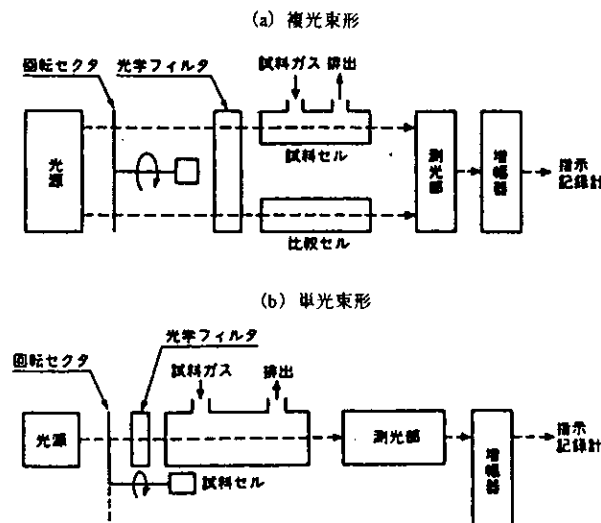 (a) 複光束形
回転セクタ
光学フィルタ
試料ガス
排出
光源
試料セル
比較セル
測光部
増幅器
指示
記録計
(b) 単光束形
回転セクタ
光学フィルタ
試料ガス
排出
光源
試料セル
測光部
増幅器
指示
記録計